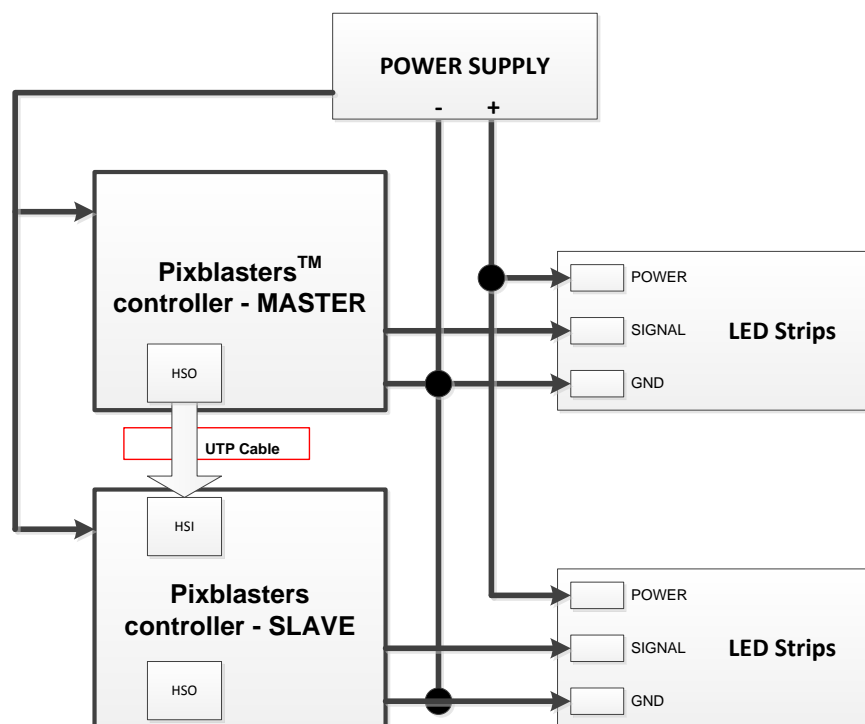 POWER SUPPLY
- +
Pixblasters™
controller - MASTER
HSO
POWER
SIGNAL
GND
LED Strips
UTP Cable
HSI
Pixblasters
controller - SLAVE
HSO
POWER
SIGNAL
GND
LED Strips